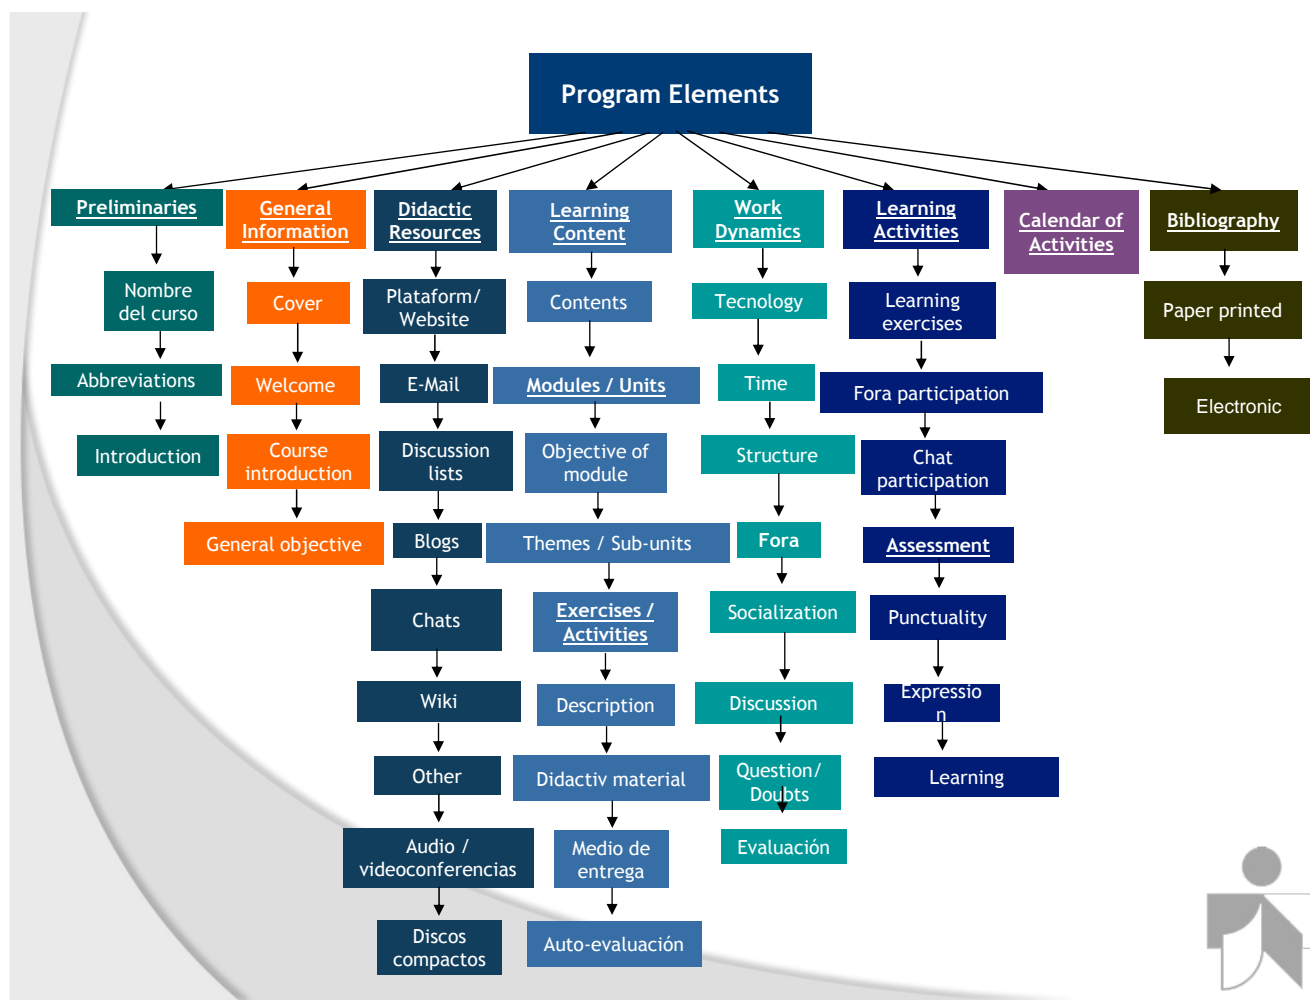 Program Elements
Preliminaries
Nombre
del curso
Abbreviations
Introduction
General
Information
Cover
Welcome
Course
introduction
General objective
Didactic
Resources
Plataform/
Website
E-Mail
Discussion
lists
Blogs
Chats
Wiki
Other
Audio /
videoconferencias
Discos
compactos
Learning
Content
Contents
Modules / Units
Objective of
module
Themes / Sub-units
Exercises /
Activities
Description
Didactiv material
Medio de
entrega
Auto-evaluación
Work
Dynamics
Tecnology
Time
Structure
Fora
Socialization
Discussion
Question/
Doubts
Evaluación
Learning
Activities
Learning
exercises
Fora participation
Chat
participation
Assessment
Punctuality
Expressio
n
Learning
Calendar of
Activities
Bibliography
Paper printed
Electronic